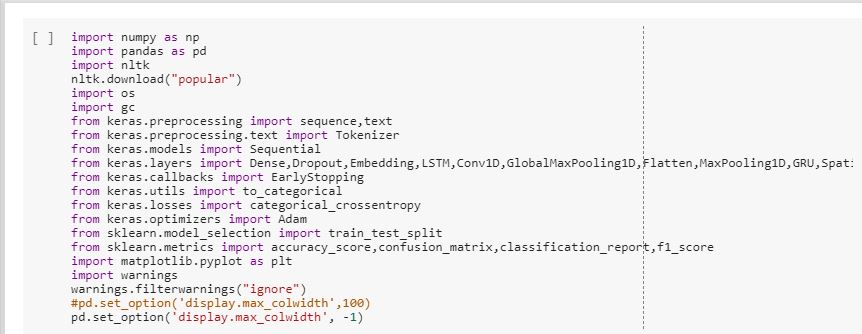 [ ]
import numpy as np
import pandas as pd
import nltk
nltk.download("popular")
import os
import gc
from keras.preprocessing import sequence,text
from keras.preprocessing.text import Tokenizer
from keras.models import Sequential
from keras.layers import Dense,Dropout,Embedding,LSTM,Conv1D,GlobalMaxPooling1D,Flatten,MaxPooling1D,GRU,Spati
from keras.callbacks import EarlyStopping
from keras.utils import to_categorical
from keras.losses import categorical_crossentropy
from keras.optimizers import Adam
from sklearn.model_selection import train_test_split
from sklearn.metrics import accuracy_score,confusion_matrix,classification_report,f1_score
import matplotlib.pyplot as plt
import warnings
warnings.filterwarnings("ignore")
#pd.set_option('display.max_colwidth',100)
pd.set_option('display.max_colwidth', -1)